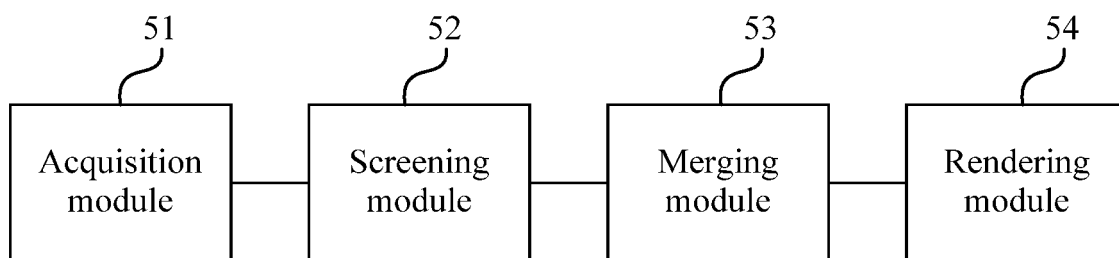 51
52
53
54
Acquisition
module
Screening
module
Merging
module
Rendering
module